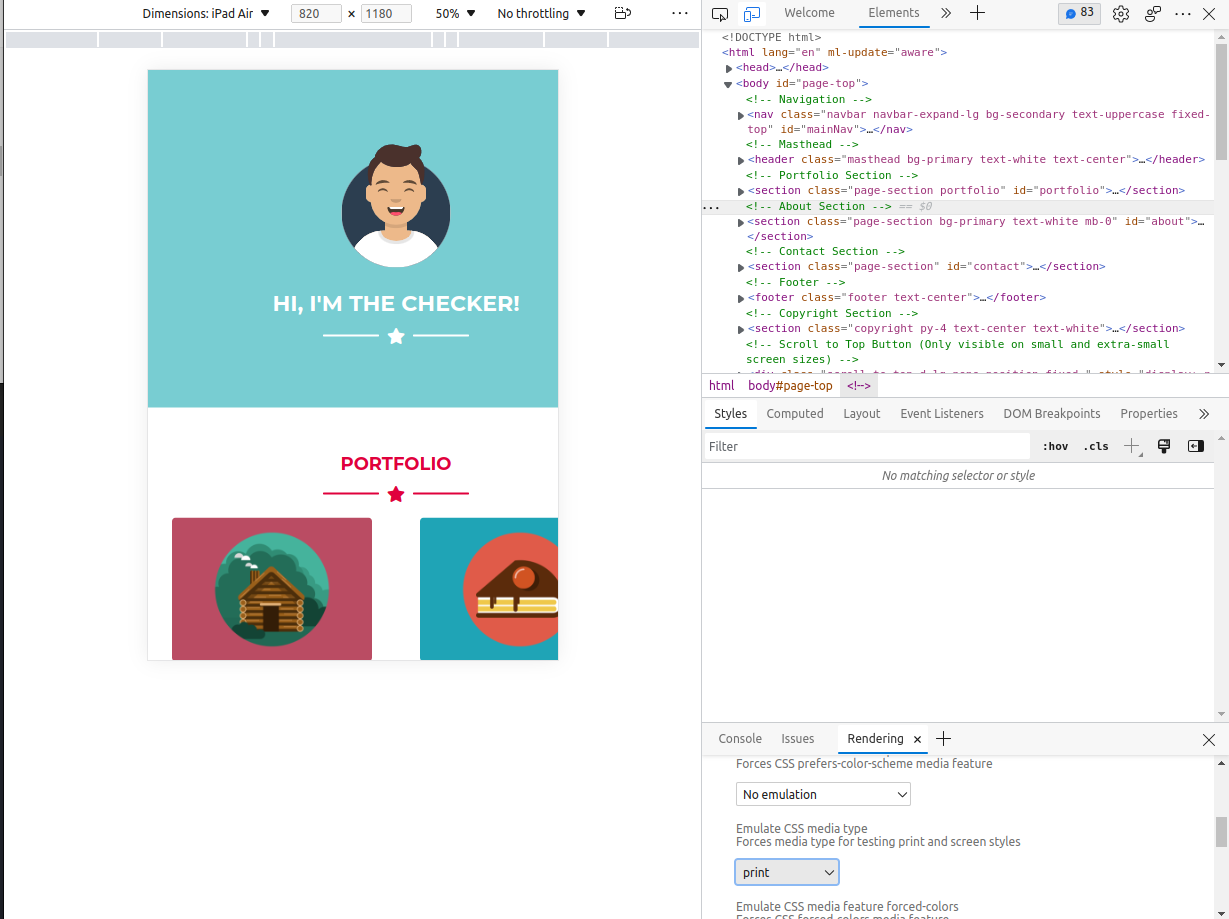 Dimensions: iPad Air 820 x 1180 50% No throttling
HI, I'M THE CHECKER!
PORTFOLIO
Welcome Elements 83
<!DOCTYPE html>
<html lang="en" ml-update="aware">
<head>…</head>
<body id="page-top">
<!-- Navigation -->
<nav class="navbar navbar-expand-lg bg-secondary text-uppercase fixed-
top" id="mainNav">…</nav>
<!-- Masthead -->
<header class="masthead bg-primary text-white text-center">…</header>
<!-- Portfolio Section -->
<section class="page-section portfolio" id="portfolio">…</section>
<!-- About Section --> == $0
<section class="page-section bg-primary text-white mb-0" id="about">…
</section>
<!-- Contact Section -->
<section class="page-section" id="contact">…</section>
<!-- Footer -->
<footer class="footer text-center">…</footer>
<!-- Copyright Section -->
<section class="copyright py-4 text-center text-white">…</section>
<!-- Scroll to Top Button (Only visible on small and extra-small
screen sizes) -->
html body#page-top <!-->
Styles Computed Layout Event Listeners DOM Breakpoints Properties
Filter :hov .cls
No matching selector or style
Console Issues Rendering
Forces CSS prefers-color-scheme media feature
No emulation
Emulate CSS media type
Forces media type for testing print and screen styles
print
Emulate CSS media feature forced-colors
Forces CSS forced-colors media feature